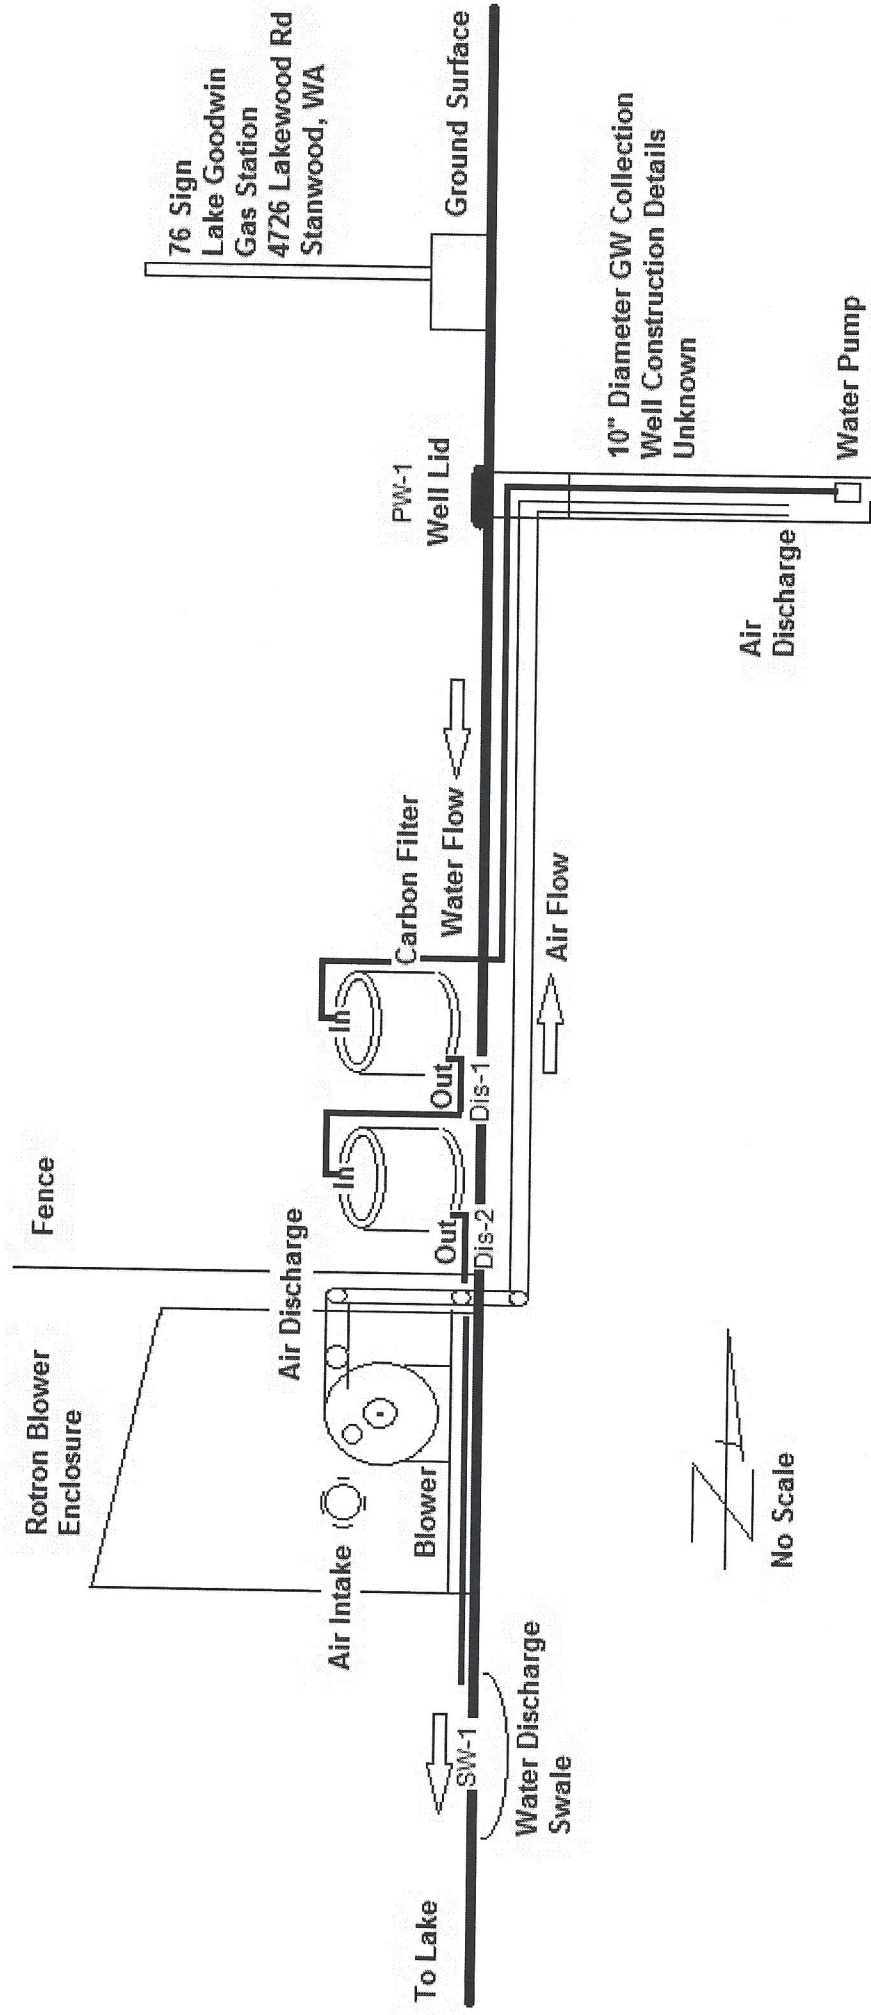 Rotron Blower
Enclosure
Fence
76 Sign
Lake Goodwin
Gas Station
4726 Lakewood Rd
Stanwood, WA
Air Discharge
Air Intake
In
In
Carbon Filter
PW-1
Well Lid
Ground Surface
To Lake
Blower
Out
Out
Water Flow
SW-1
Dis-2
Dis-1
Water Discharge
Swale
Air Flow
10" Diameter GW Collection
Well Construction Details
Unknown
Air
Discharge
Water Pump
No Scale